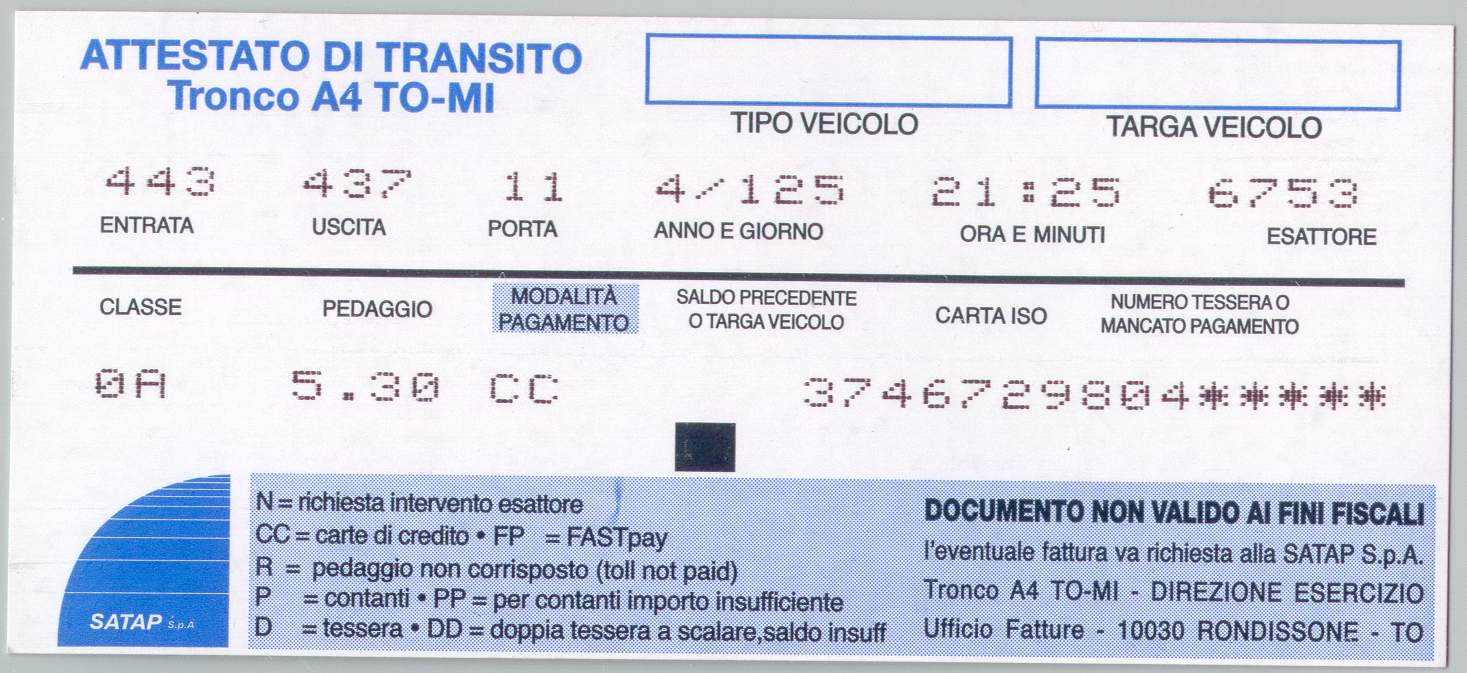 ATTESTATO DI TRANSITO
Tronco A4 TO-MI
TIPO VEICOLO TARGA VEICOLO
443 437 11 4/125 21:25 6753
ENTRATA USCITA PORTA ANNO E GIORNO ORA E MINUTI ESATTORE
CLASSE PEDAGGIO MODALITÀ PAGAMENTO SALDO PRECEDENTE O TARGA VEICOLO CARTA ISO NUMERO TESSERA O MANCATO PAGAMENTO
0A 5.30 CC 3746729804*****
N = richiesta intervento esattore
CC = carte di credito • FP = FASTpay
R = pedaggio non corrisposto (toll not paid)
P = contanti • PP = per contanti importo insufficiente
D = tessera • DD = doppia tessera a scalare,saldo insuff
DOCUMENTO NON VALIDO AI FINI FISCALI
l'eventuale fattura va richiesta alla SATAP S.p.A.
Tronco A4 TO-MI - DIREZIONE ESERCIZIO
Ufficio Fatture - 10030 RONDISSONE - TO
SATAP S.p.A